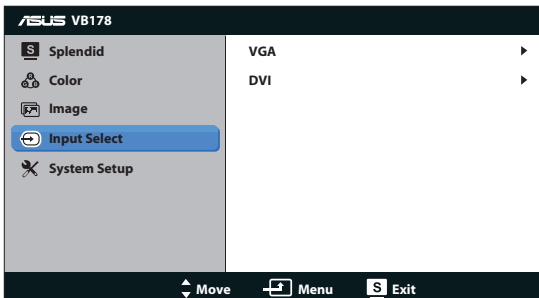 ASUS VB178
S Splendid
VGA
Color
DVI
Image
Input Select
System Setup
Move Menu S Exit